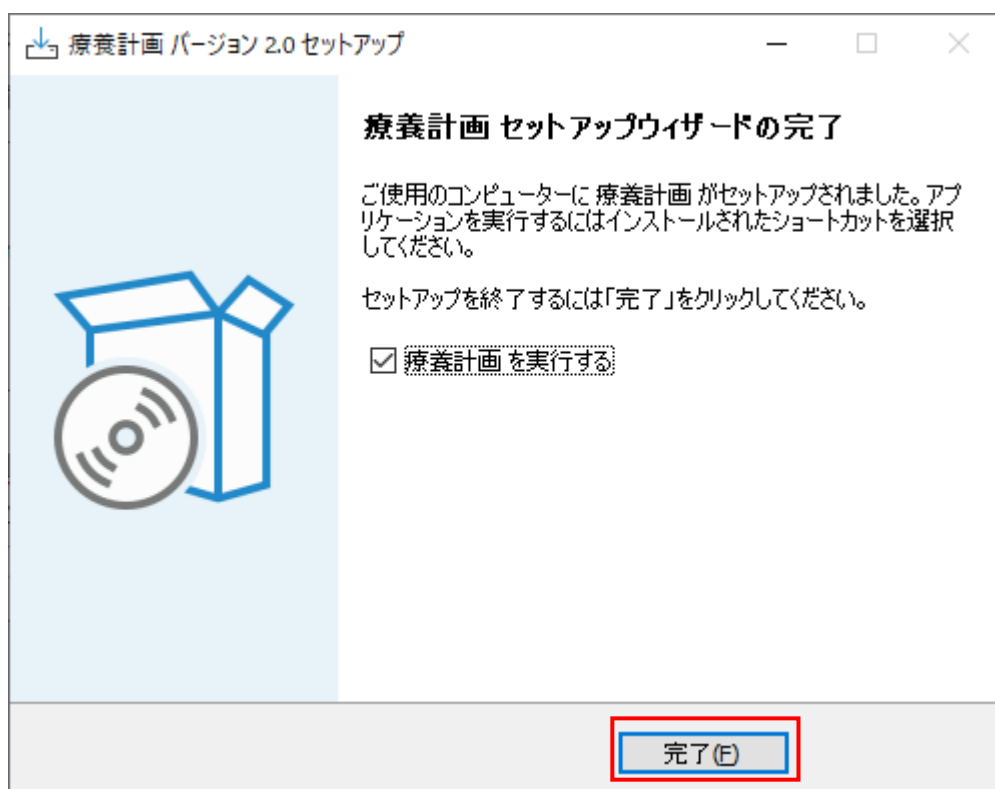 療養計画 バージョン 2.0 セットアップ
療養計画 セットアップウィザードの完了
ご使用のコンピューターに 療養計画 がセットアップされました。アプ
リケーションを実行するにはインストールされたショートカットを選択
してください。
セットアップを終了するには「完了」をクリックしてください。
療養計画 を実行する
完了(F)